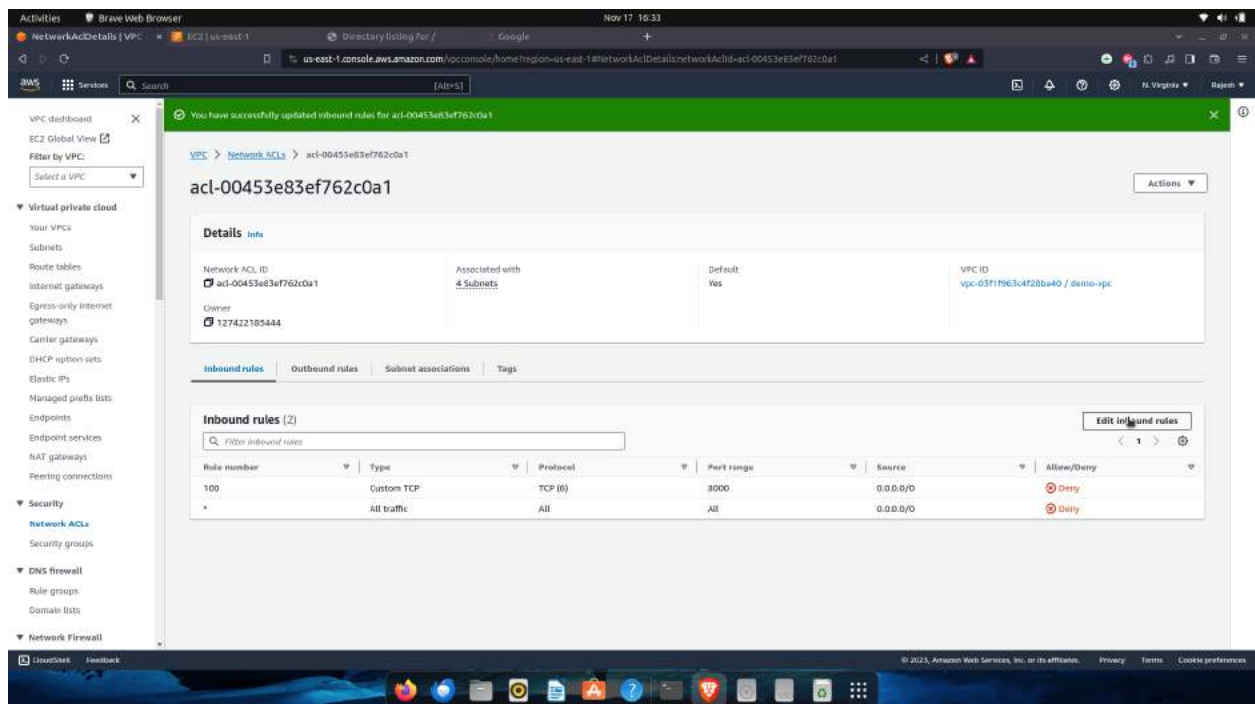 Activities Brave Web Browser Nov 17 16:33
NetworkAclDetails | VPC EC2 | us-east-1 Directory listing for / Google
us-east-1.console.aws.amazon.com/vpcconsole/home?region=us-east-1#NetworkAclDetails:networkAclId=acl-00453e83ef762c0a1
aws Services Search [Alt+S] N. Virginia Rajesh
You have successfully updated inbound rules for acl-00453e83ef762c0a1
VPC dashboard
EC2 Global View
Filter by VPC:
Select a VPC
Virtual private cloud
Your VPCs
Subnets
Route tables
Internet gateways
Egress-only internet
gateways
Carrier gateways
DHCP option sets
Elastic IPs
Managed prefix lists
Endpoints
Endpoint services
NAT gateways
Peering connections
Security
Network ACLs
Security groups
DNS firewall
Rule groups
Domain lists
Network Firewall
VPC > Network ACLs > acl-00453e83ef762c0a1
acl-00453e83ef762c0a1
Actions
Details Info
Network ACL ID
acl-00453e83ef762c0a1
Associated with
4 Subnets
Default
Yes
VPC ID
vpc-03f1f963c4f28ba40 / demo-vpc
Owner
127422185444
Inbound rules Outbound rules Subnet associations Tags
Inbound rules (2)
Edit inbound rules
Filter inbound rules
1
Rule number Type Protocol Port range Source Allow/Deny
100 Custom TCP TCP (6) 8000 0.0.0.0/0 Deny
* All traffic All All 0.0.0.0/0 Deny
CloudShell Feedback © 2023, Amazon Web Services, Inc. or its affiliates. Privacy Terms Cookie preferences